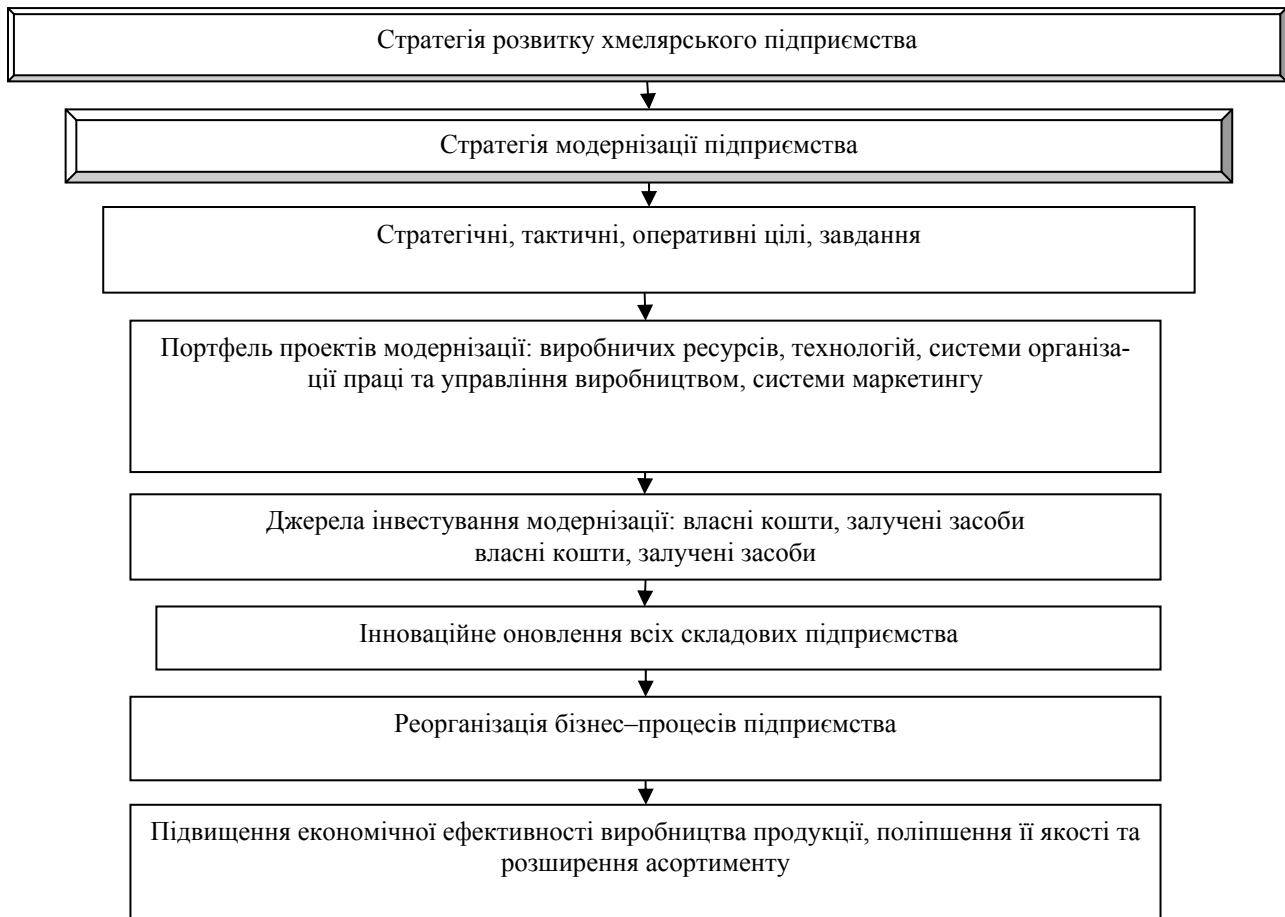 Стратегія розвитку хмелярського підприємства
Стратегія модернізації підприємства
Стратегічні, тактичні, оперативні цілі, завдання
Портфель проектів модернізації: виробничих ресурсів, технологій, системи організа-
ції праці та управління виробництвом, системи маркетингу
Джерела інвестування модернізації: власні кошти, залучені засоби
власні кошти, залучені засоби
Інноваційне оновлення всіх складових підприємства
Реорганізація бізнес–процесів підприємства
Підвищення економічної ефективності виробництва продукції, поліпшення її якості та
розширення асортименту